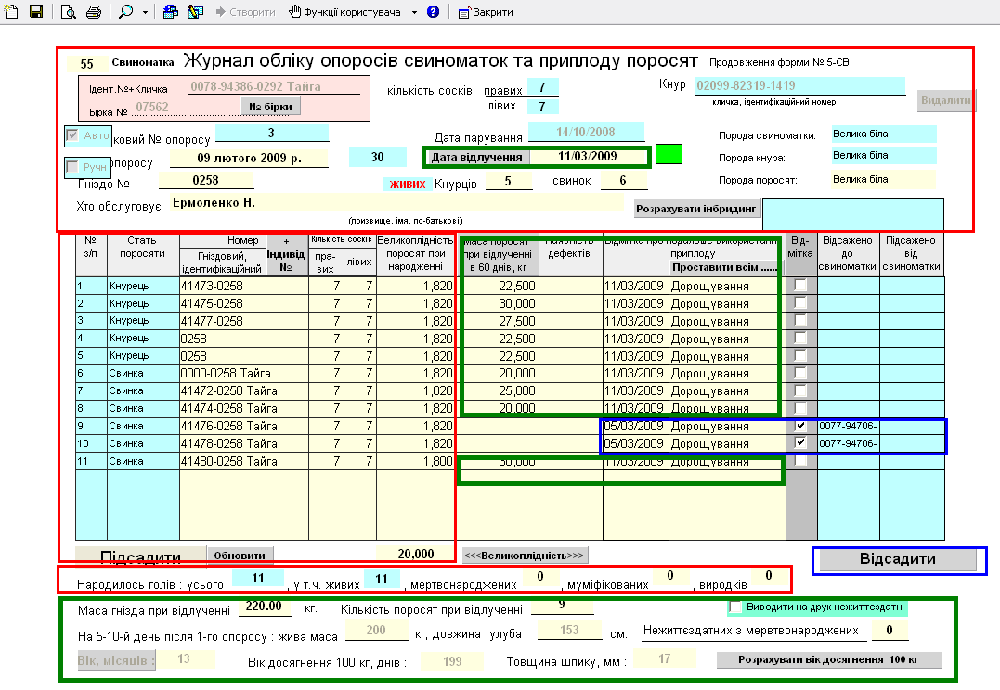 Створити Функції користувача Закрити
55 Свиноматка Журнал обліку опоросів свиноматок та приплоду поросят Продовження форми № 5-СВ
Ідент.№+Кличка 0078-94386-0292 Тайга
Бірка № 07562 № бірки
кількість сосків правих 7
лівих 7
Кнур 02099-82319-1419
кличка, ідентифікаційний номер
Видалити
Авто ковий № опоросу 3
Дата парування 14/10/2008
Порода свиноматки: Велика біла
Ручн опоросу 09 лютого 2009 р. 30
Дата відлучення 11/03/2009
Порода кнура: Велика біла
Гніздо № 0258
живих Кнурців 5 свинок 6
Порода поросят: Велика біла
Хто обслуговує Ермоленко Н.
(призвище, імя, по-батькові)
Розрахувати інбридинг
№ з/п Стать поросяти Номер + Індивід № Кількість сосків Великоплідність поросят при народженні Маса поросят при відлученні в 60 днів, кг Наявність дефектів Відмітка про подальше використання приплоду Від-мітка Відсажено до свиноматки Підсажено від свиноматки
Гніздовий, ідентифікаційний пра-вих лівих Проставити всім ......
1 Кнурець 41473-0258 7 7 1,820 22,500 11/03/2009 Дорощування
2 Кнурець 41475-0258 7 7 1,820 30,000 11/03/2009 Дорощування
3 Кнурець 41477-0258 7 7 1,820 27,500 11/03/2009 Дорощування
4 Кнурець 0258 7 7 1,820 22,500 11/03/2009 Дорощування
5 Кнурець 0258 7 7 1,820 22,500 11/03/2009 Дорощування
6 Свинка 0000-0258 Тайга 7 7 1,820 20,000 11/03/2009 Дорощування
7 Свинка 41472-0258 Тайга 7 7 1,820 25,000 11/03/2009 Дорощування
8 Свинка 41474-0258 Тайга 7 7 1,820 20,000 11/03/2009 Дорощування
9 Свинка 41476-0258 Тайга 7 7 1,820 05/03/2009 Дорощування 0077-94706-
10 Свинка 41478-0258 Тайга 7 7 1,820 05/03/2009 Дорощування 0077-94706-
11 Свинка 41480-0258 Тайга 7 7 1,800 30,000 11/03/2009 Дорощування
Підсадити Обновити 20,000 <<<Великоплідність>>> Відсадити
Народилось голів : усього 11 , у т.ч. живих 11 , мертвонароджених 0 , муміфікованих 0 , виродків 0
Маса гнізда при відлученні 220.00 кг. Кількість поросят при відлученні 9 Виводити на друк нежиттєздатні
На 5-10-й день після 1-го опоросу : жива маса 200 кг; довжина тулуба 153 см. Нежиттєздатних з мервтвонароджених 0
Вік, місяців : 13 Вік досягнення 100 кг, днів : 199 Товщина шпику, мм : 17 Розрахувати вік досягнення 100 кг